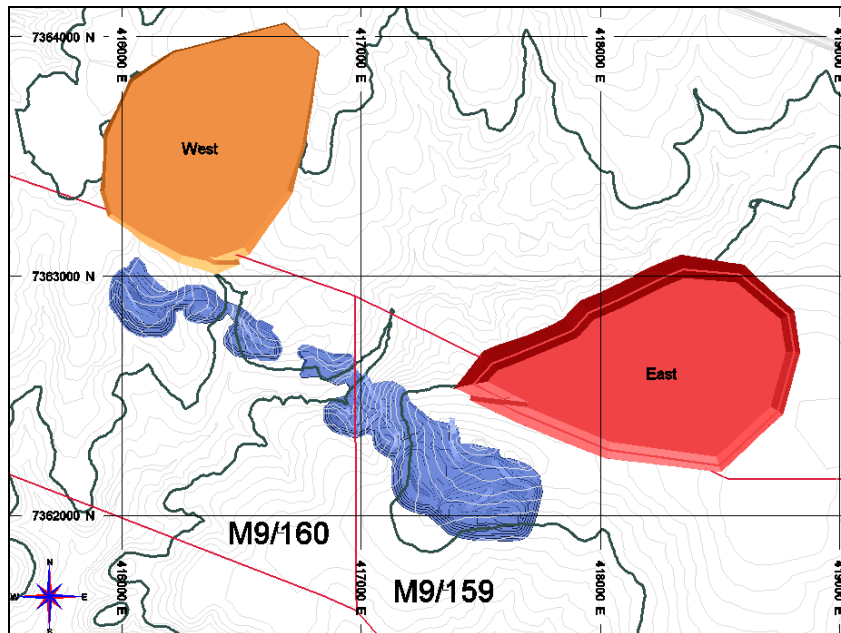 7364000 N
416000 E
417000 E
418000 E
419000 E
West
7363000 N
East
7362000 N
M9/160
M9/159
N
W
E
S
416000 E
417000 E
418000 E
419000 E